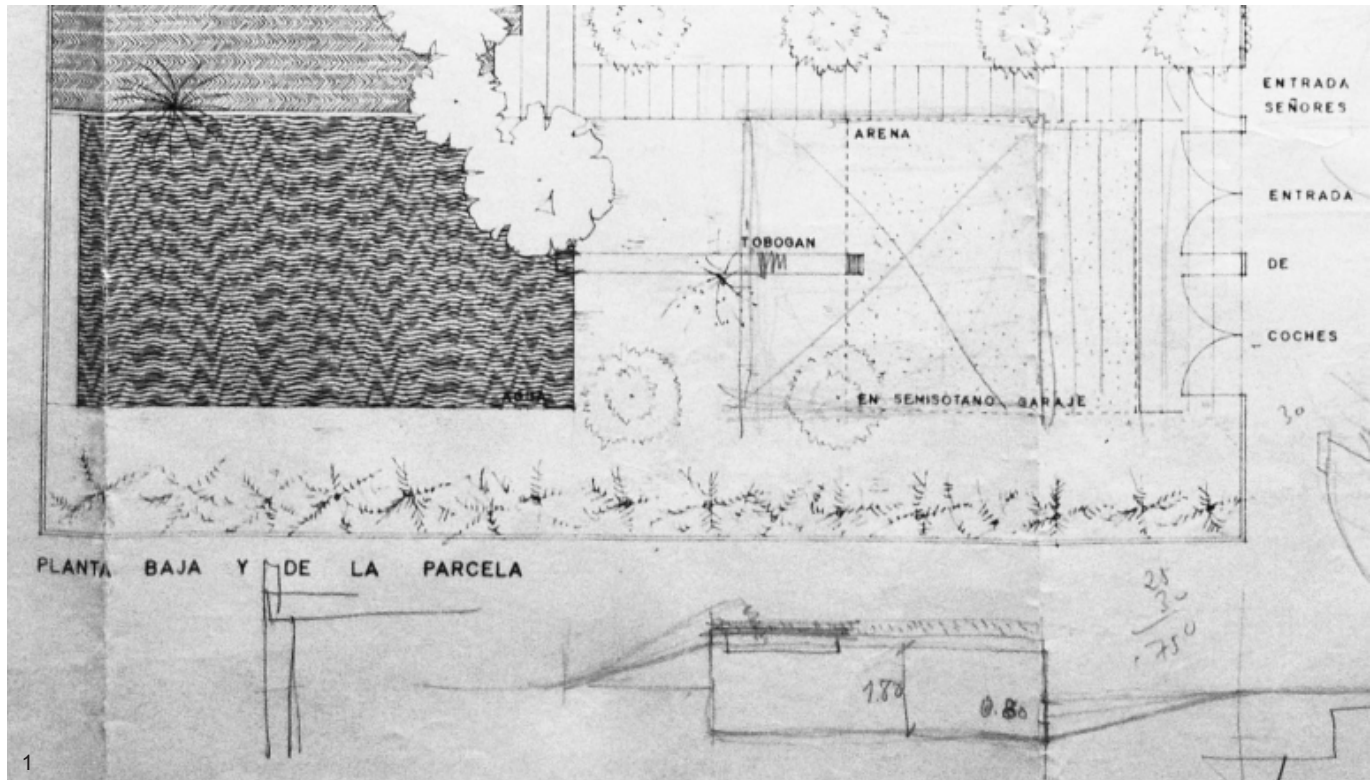 ENTRADA
SEÑORES
ARENA
ENTRADA
TOBOGAN
DE
COCHES
AGUA
EN SEMISOTANO GARAJE
30
PLANTA BAJA Y DE LA PARCELA
25
30
750
1.80
0.80
1